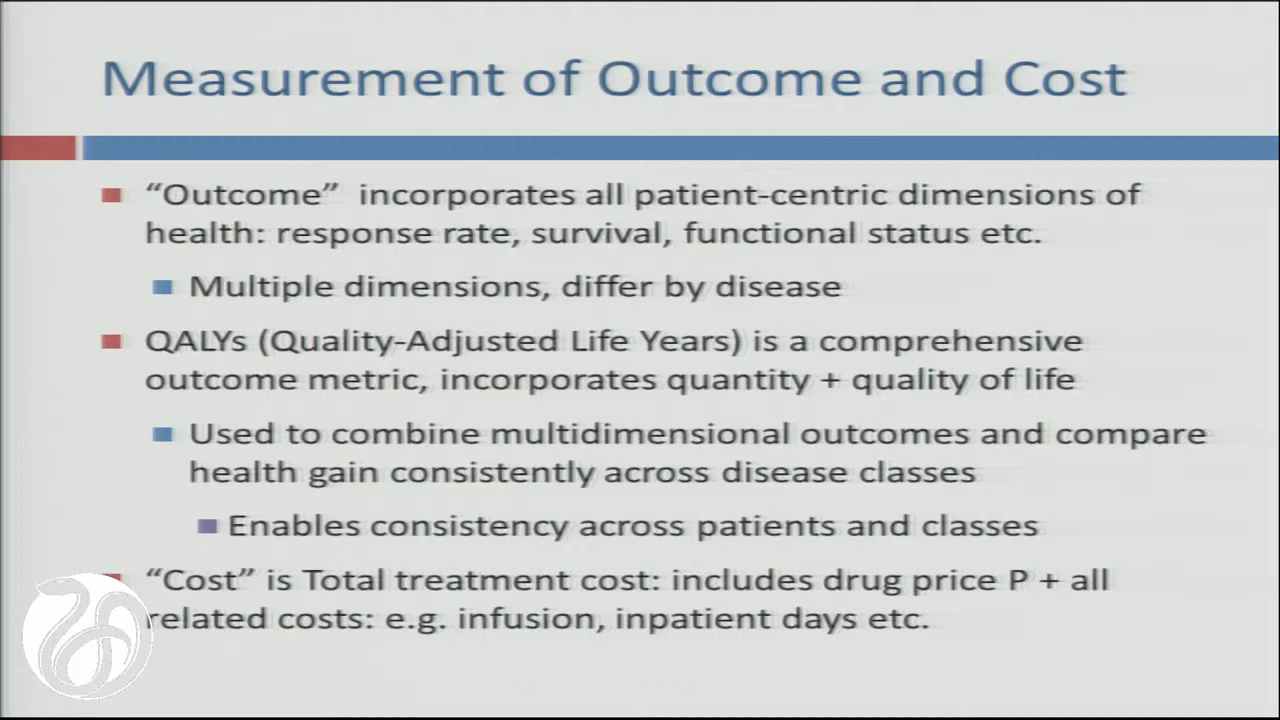 Measurement of Outcome and Cost
“Outcome” incorporates all patient-centric dimensions of
health: response rate, survival, functional status etc.
Multiple dimensions, differ by disease
QALYs (Quality-Adjusted Life Years) is a comprehensive
outcome metric, incorporates quantity + quality of life
Used to combine multidimensional outcomes and compare
health gain consistently across disease classes
Enables consistency across patients and classes
“Cost” is Total treatment cost: includes drug price P + all
related costs: e.g. infusion, inpatient days etc.